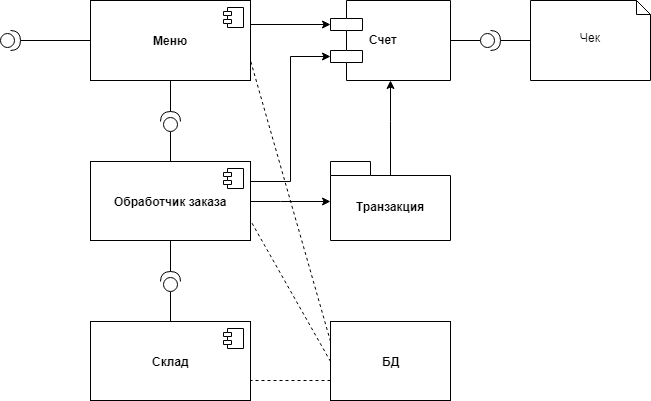 Меню
Счет
Чек
Обработчик заказа
Транзакция
Склад
БД